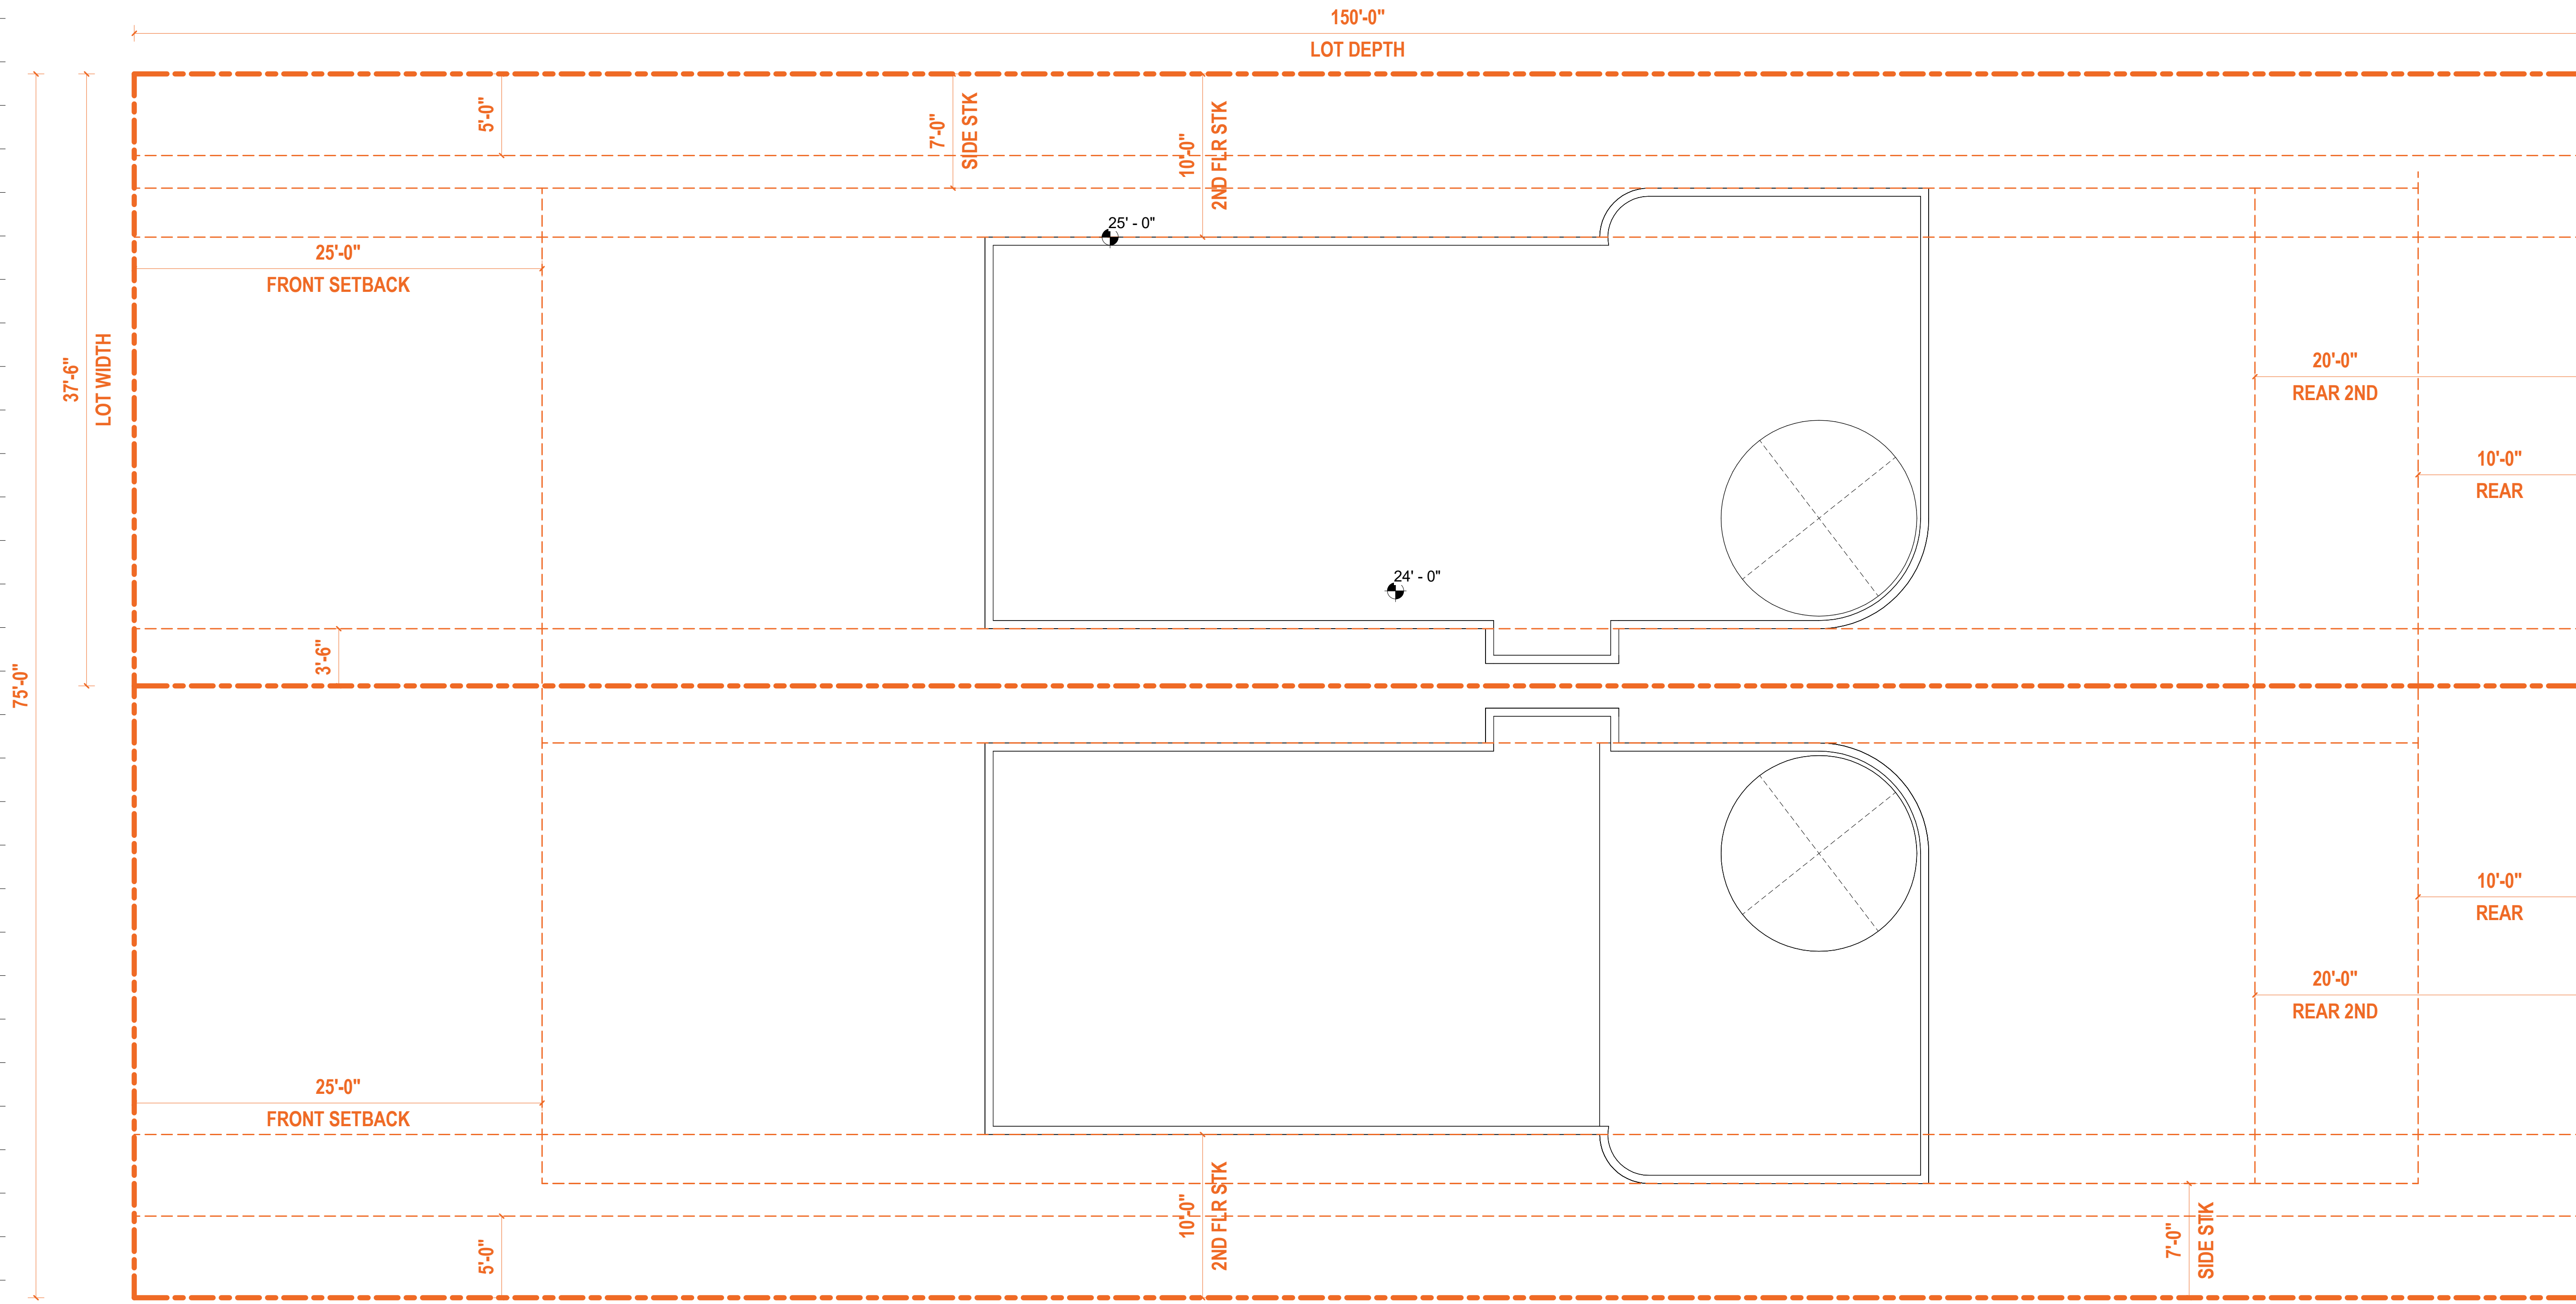 150'-0"
LOT DEPTH
5'-0"
7'-0"
SIDE STK
10'-0"
2ND FLR STK
25' - 0"
25'-0"
FRONT SETBACK
37'-6"
LOT WIDTH
20'-0"
REAR 2ND
10'-0"
REAR
24' - 0"
3'-6"
75'-0"
10'-0"
REAR
20'-0"
REAR 2ND
25'-0"
FRONT SETBACK
5'-0"
10'-0"
2ND FLR STK
7'-0"
SIDE STK